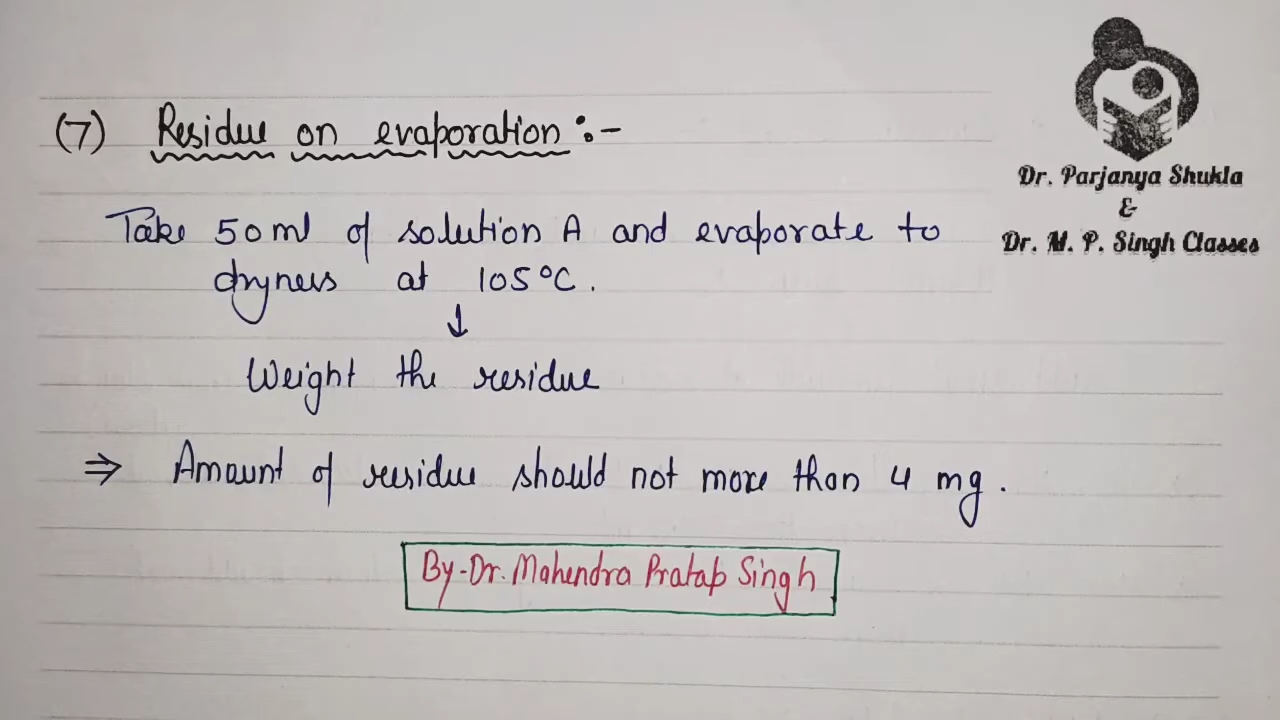 (7) Residue on evaporation :-
Take 50ml of solution A and evaporate to
dryness at 105°C.
↓
Weight the residue
⇒ Amount of residue should not more than 4 mg.
By-Dr. Mahendra Pratap Singh
Dr. Parjanya Shukla
&
Dr. M. P. Singh Classes